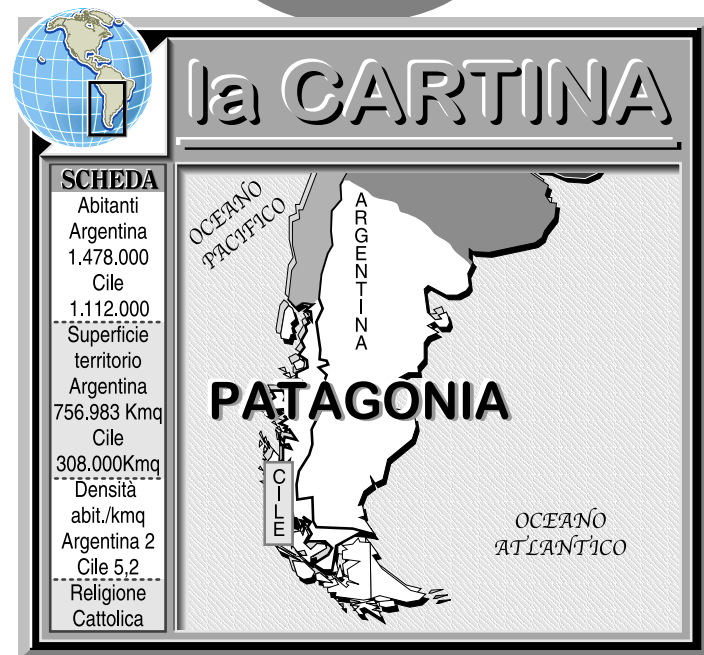 la CARTINA
SCHEDA
Abitanti
Argentina
1.478.000
Cile
1.112.000
Superficie
territorio
Argentina
756.983 Kmq
Cile
308.000Kmq
Densità
abit./kmq
Argentina 2
Cile 5,2
Religione
Cattolica
OCEANO
PACIFICO
ARGENTINA
PATAGONIA
CILE
OCEANO
ATLANTICO